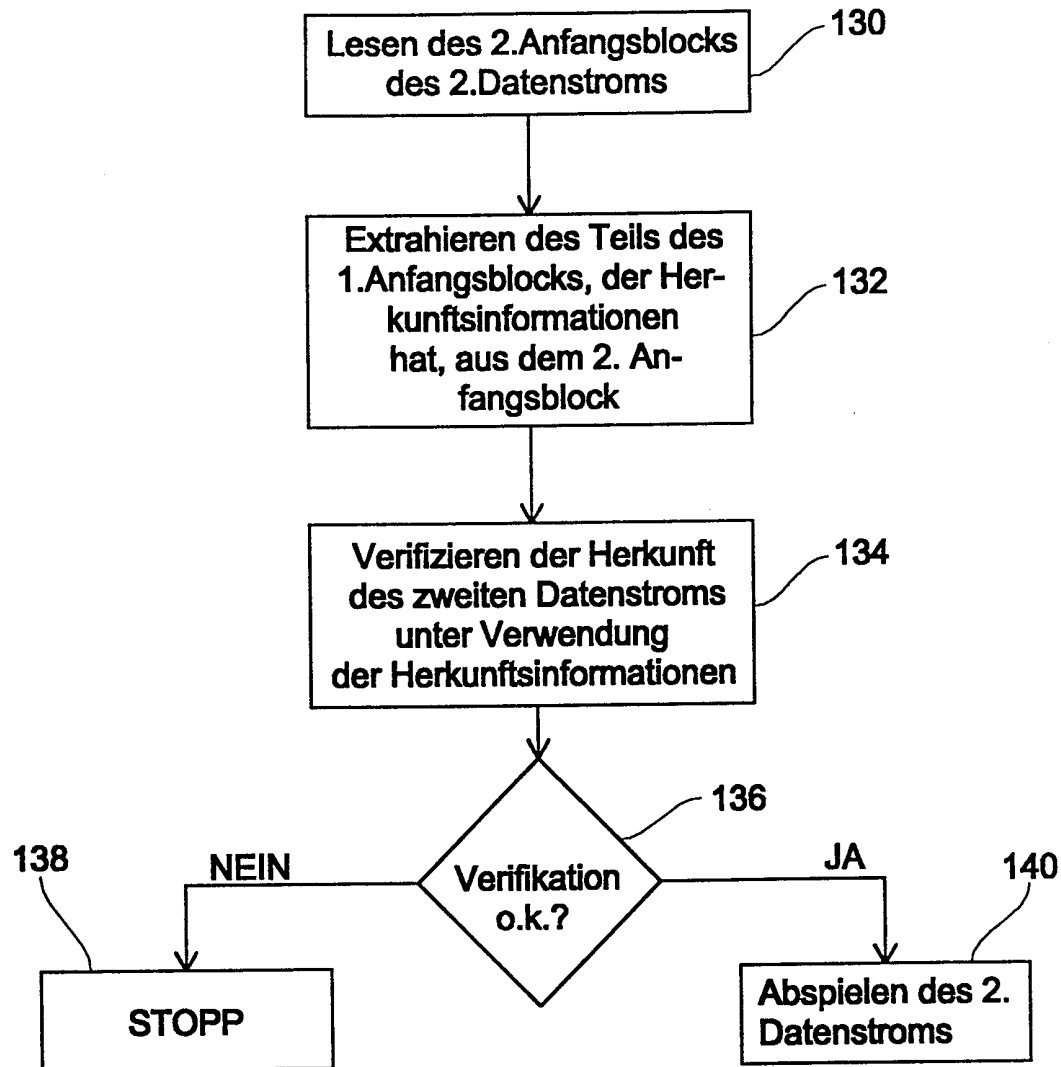 Lesen des 2.Anfangsblocks
des 2.Datenstroms
130
Extrahieren des Teils des
1.Anfangsblocks, der Her-
kunftsinformationen
hat, aus dem 2. An-
fangsblock
132
Verifizieren der Herkunft
des zweiten Datenstroms
unter Verwendung
der Herkunftsinformationen
134
Verifikation
o.k.?
136
NEIN
JA
138
STOPP
140
Abspielen des 2.
Datenstroms